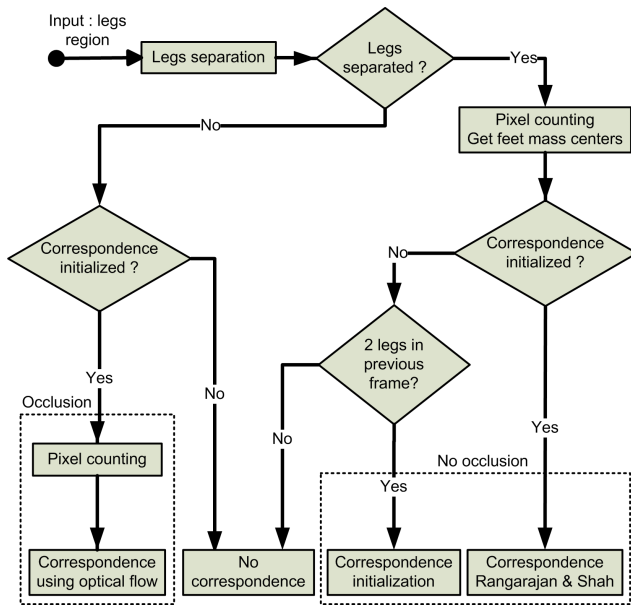 Input : legs
region
Legs separation
Legs
separated ?
Yes
No
Pixel counting
Get feet mass centers
Correspondence
initialized ?
No
Correspondence
initialized ?
2 legs in
previous
frame?
Yes
No
Occlusion
No
Yes
Yes
No occlusion
Pixel counting
Correspondence
using optical flow
No
correspondence
Correspondence
initialization
Correspondence
Rangarajan & Shah